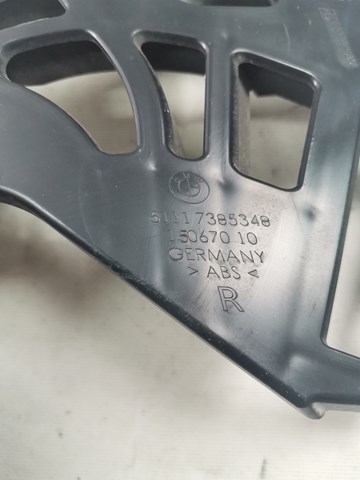 51117385348
150670 10
GERMANY
> ABS <
R